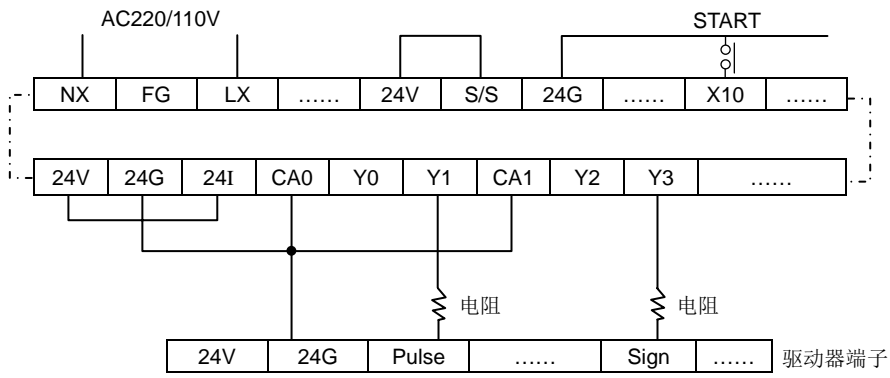 AC220/110V START
NX FG LX …… 24V S/S 24G …… X10 ……
24V 24G 24I CA0 Y0 Y1 CA1 Y2 Y3 ……
电阻 电阻
24V 24G Pulse …… Sign …… 驱动器端子